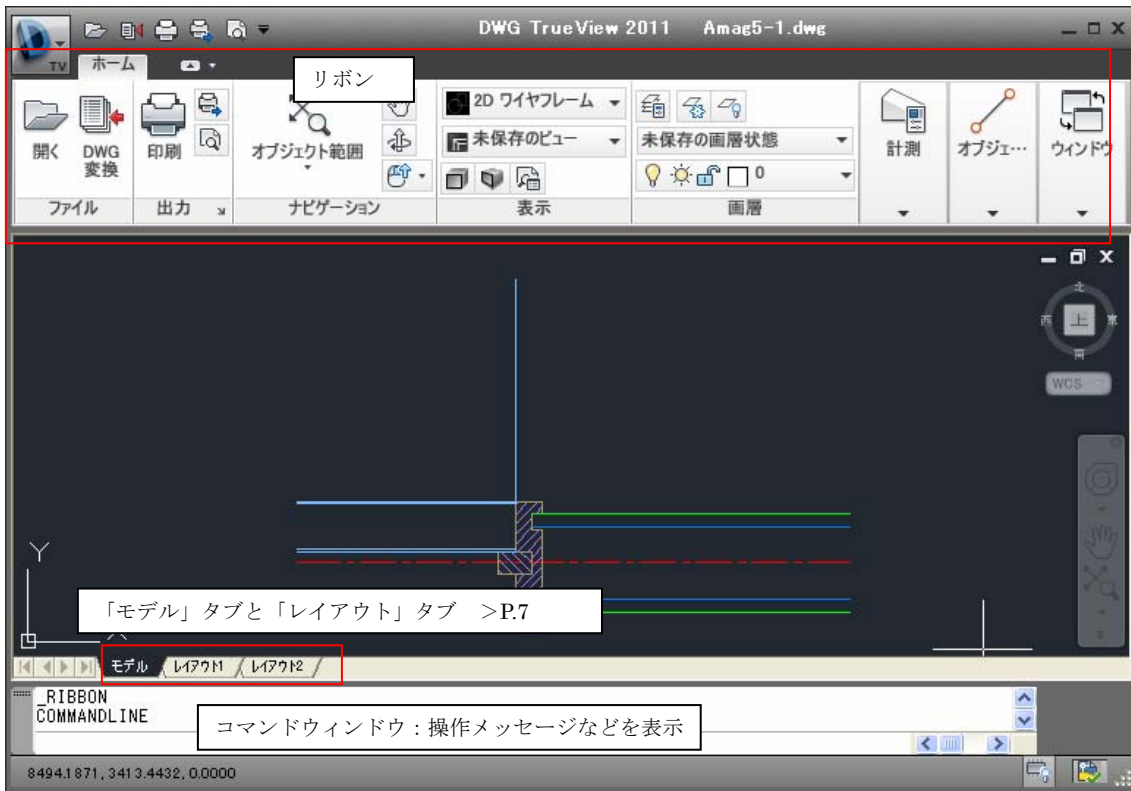 DWG TrueView 2011 Amag5-1.dwg
TV
ホーム
リボン
開く
DWG
変換
印刷
オブジェクト範囲
2D ワイヤフレーム
未保存のビュー
未保存の画層状態
0
計測
オブジェ…
ウィンドウ
ファイル
出力
ナビゲーション
表示
画層
北
西
上
東
南
WCS
Y
X
「モデル」タブと「レイアウト」タブ >P.7
モデル
レイアウト1
レイアウト2
_RIBBON
COMMANDLINE
コマンドウィンドウ:操作メッセージなどを表示
8494.1871, 3413.4432, 0.0000